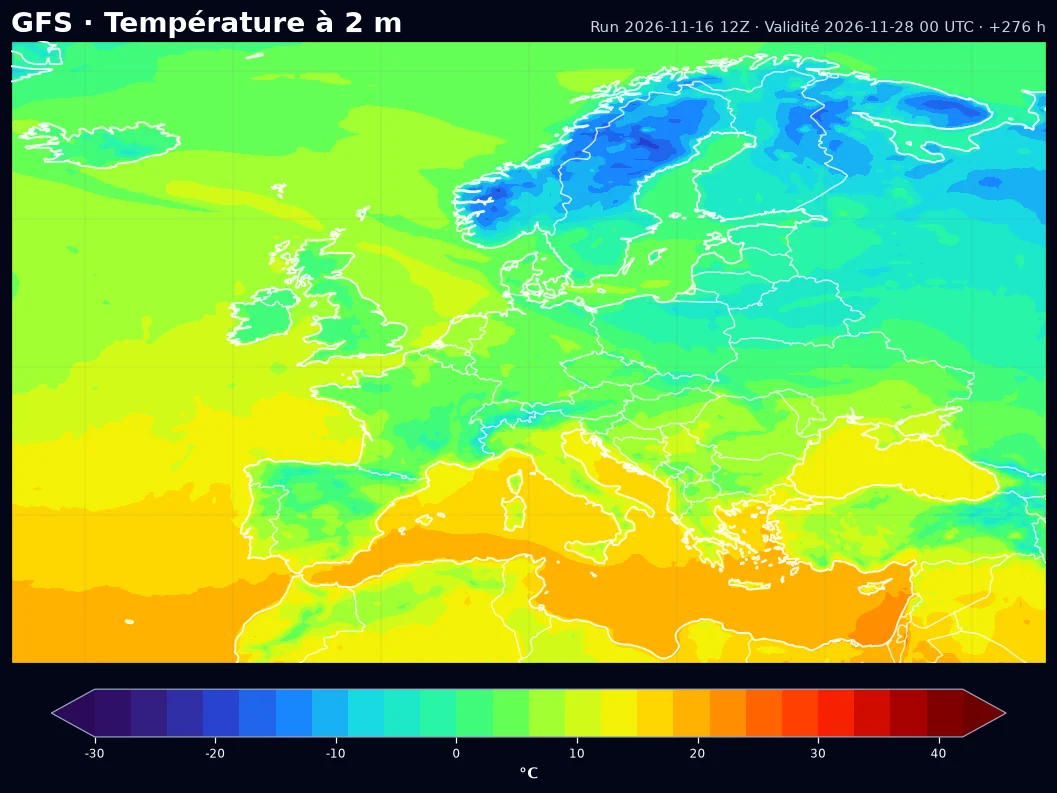 GFS · Température à 2 m
Run 2026-11-16 12Z · Validité 2026-11-28 00 UTC · +276 h
-30 -20 -10 0 10 20 30 40
°C